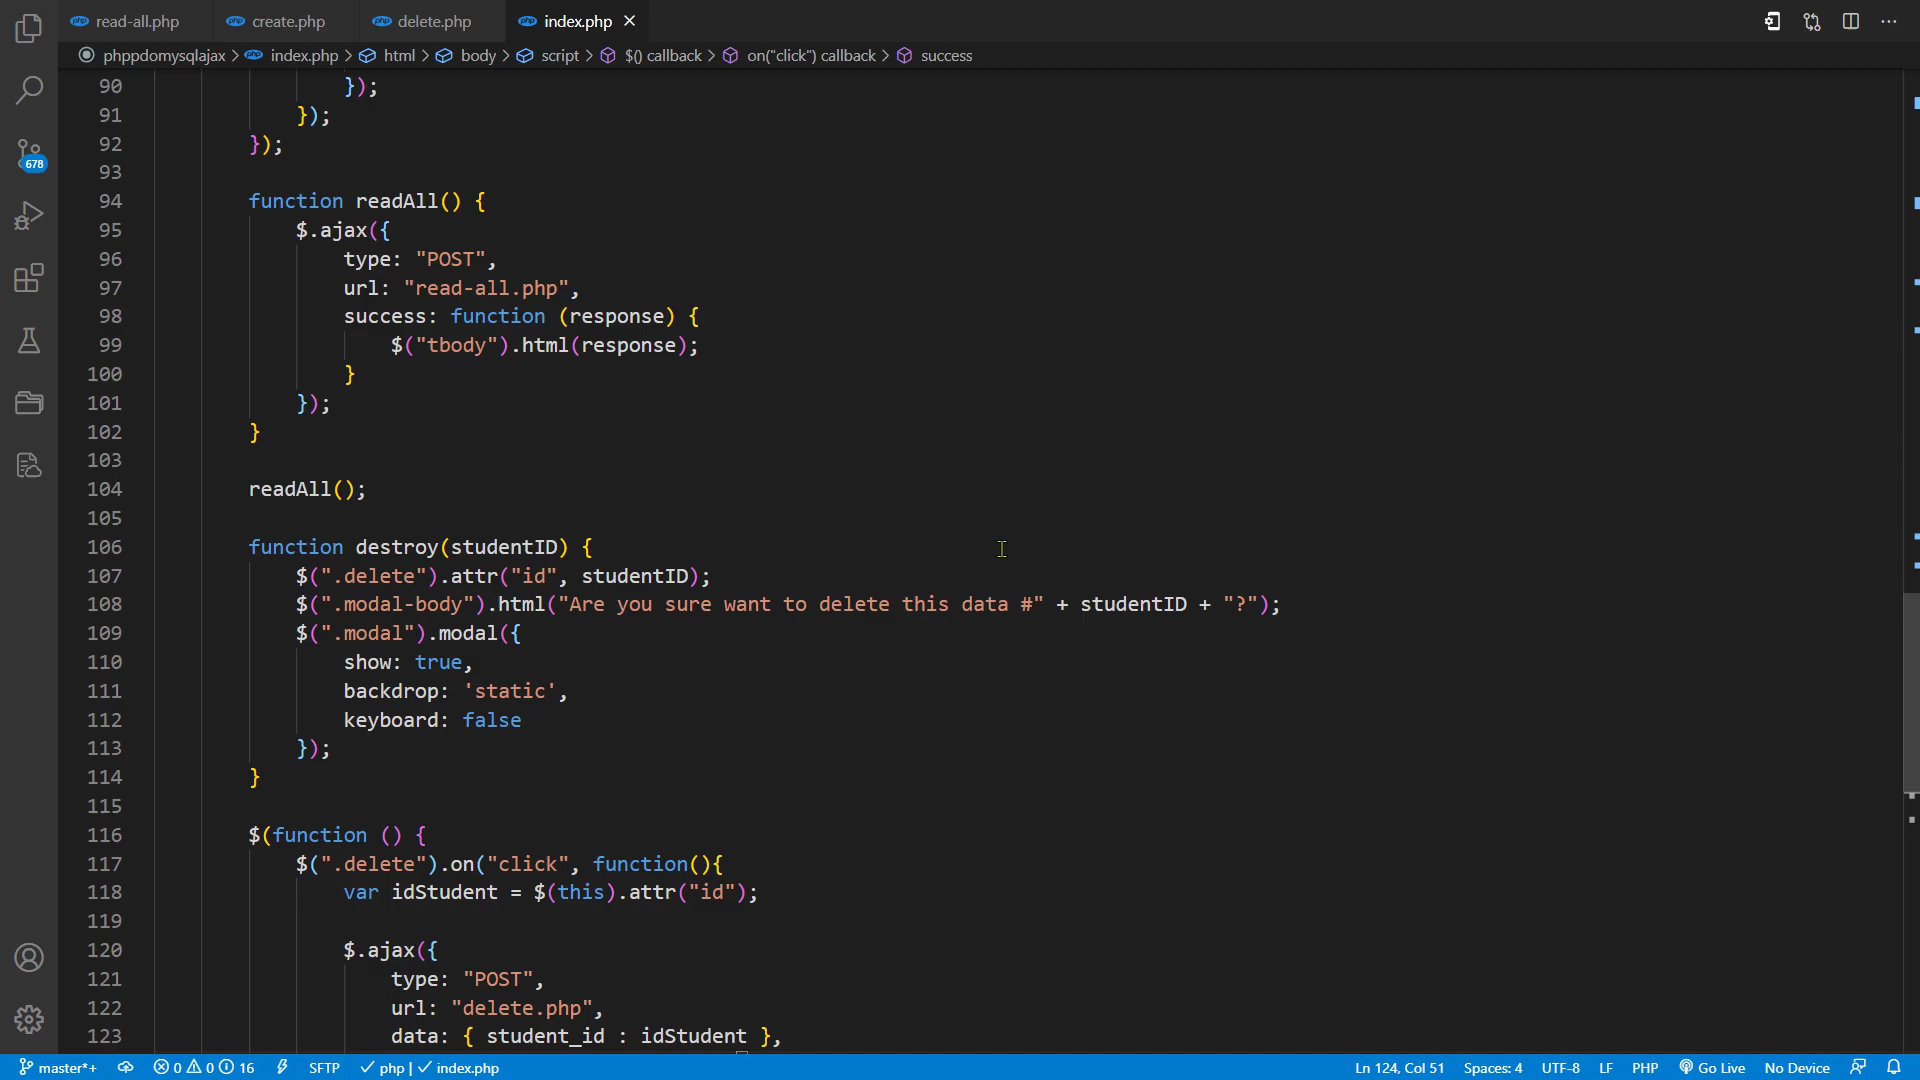 php read-all.php php create.php php delete.php php index.php
phppdomysqlajax > php index.php > html > body > script > $() callback > on("click") callback > success
90 });
91 });
92 });
93
94 function readAll() {
95 $.ajax({
96 type: "POST",
97 url: "read-all.php",
98 success: function (response) {
99 $("tbody").html(response);
100 }
101 });
102 }
103
104 readAll();
105
106 function destroy(studentID) {
107 $(".delete").attr("id", studentID);
108 $(".modal-body").html("Are you sure want to delete this data #" + studentID + "?");
109 $(".modal").modal({
110 show: true,
111 backdrop: 'static',
112 keyboard: false
113 });
114 }
115
116 $(function () {
117 $(".delete").on("click", function(){
118 var idStudent = $(this).attr("id");
119
120 $.ajax({
121 type: "POST",
122 url: "delete.php",
123 data: { student_id : idStudent },
678
master*+ 0 0 16 SFTP ✓ php | ✓ index.php Ln 124, Col 51 Spaces: 4 UTF-8 LF PHP Go Live No Device